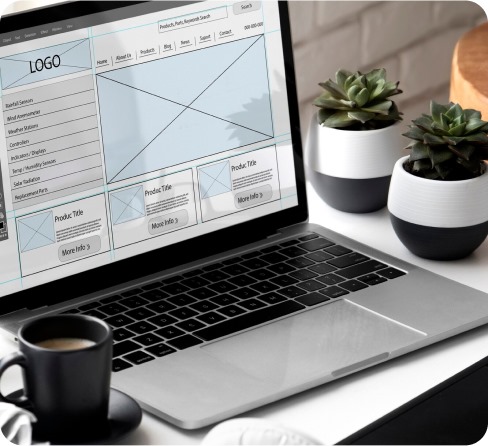 Products, Parts, Keywords Search
Search
LOGO
Home
About Us
Products
Blog
News
Support
Contact
000-000-000
Rainfall Sensors
Wind Anemometer
Weather Stations
Controllers
Indicators / Displays
Temp / Humidity Sensors
Solar Radiation
Replacement Parts
Produc Title
More Info
Produc Title
More Info
Produc Title
More Info